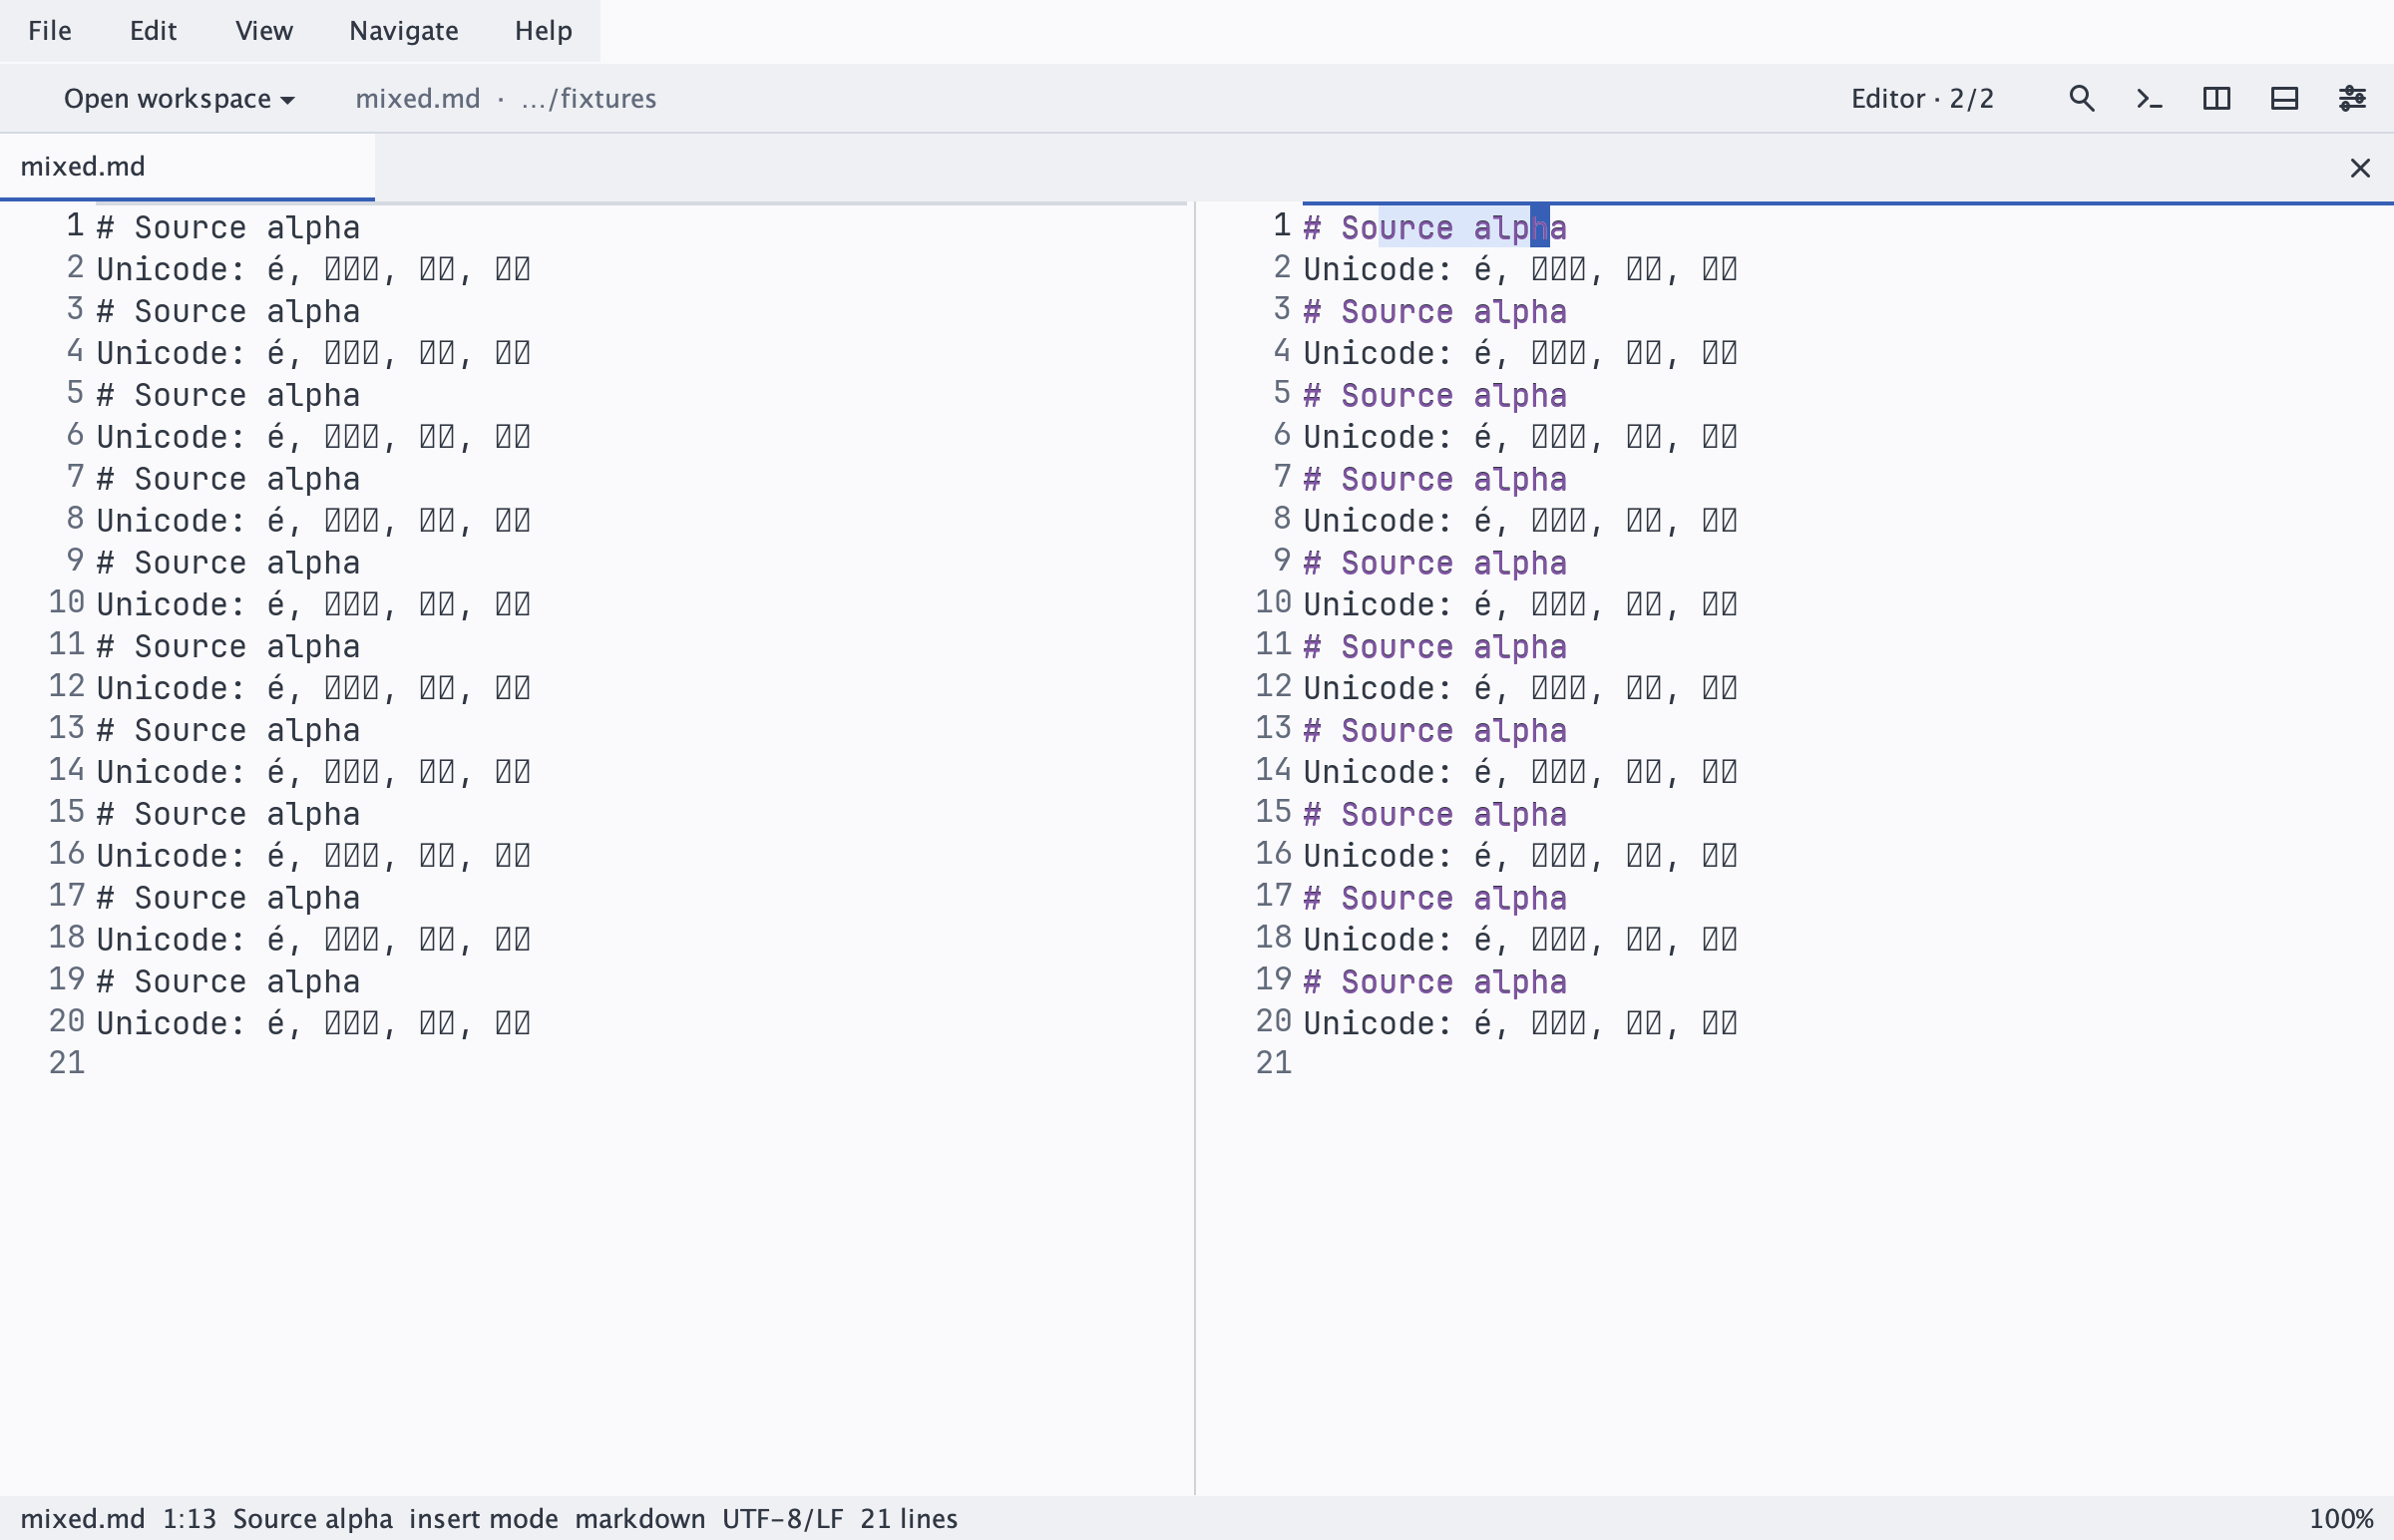 File Edit View Navigate Help
Open workspace mixed.md · …/fixtures Editor · 2/2
mixed.md
1 # Source alpha
2 Unicode: é, , ,
3 # Source alpha
4 Unicode: é, , ,
5 # Source alpha
6 Unicode: é, , ,
7 # Source alpha
8 Unicode: é, , ,
9 # Source alpha
10 Unicode: é, , ,
11 # Source alpha
12 Unicode: é, , ,
13 # Source alpha
14 Unicode: é, , ,
15 # Source alpha
16 Unicode: é, , ,
17 # Source alpha
18 Unicode: é, , ,
19 # Source alpha
20 Unicode: é, , ,
21
1 # Source alpha
2 Unicode: é, , ,
3 # Source alpha
4 Unicode: é, , ,
5 # Source alpha
6 Unicode: é, , ,
7 # Source alpha
8 Unicode: é, , ,
9 # Source alpha
10 Unicode: é, , ,
11 # Source alpha
12 Unicode: é, , ,
13 # Source alpha
14 Unicode: é, , ,
15 # Source alpha
16 Unicode: é, , ,
17 # Source alpha
18 Unicode: é, , ,
19 # Source alpha
20 Unicode: é, , ,
21
mixed.md 1:13 Source alpha insert mode markdown UTF-8/LF 21 lines 100%